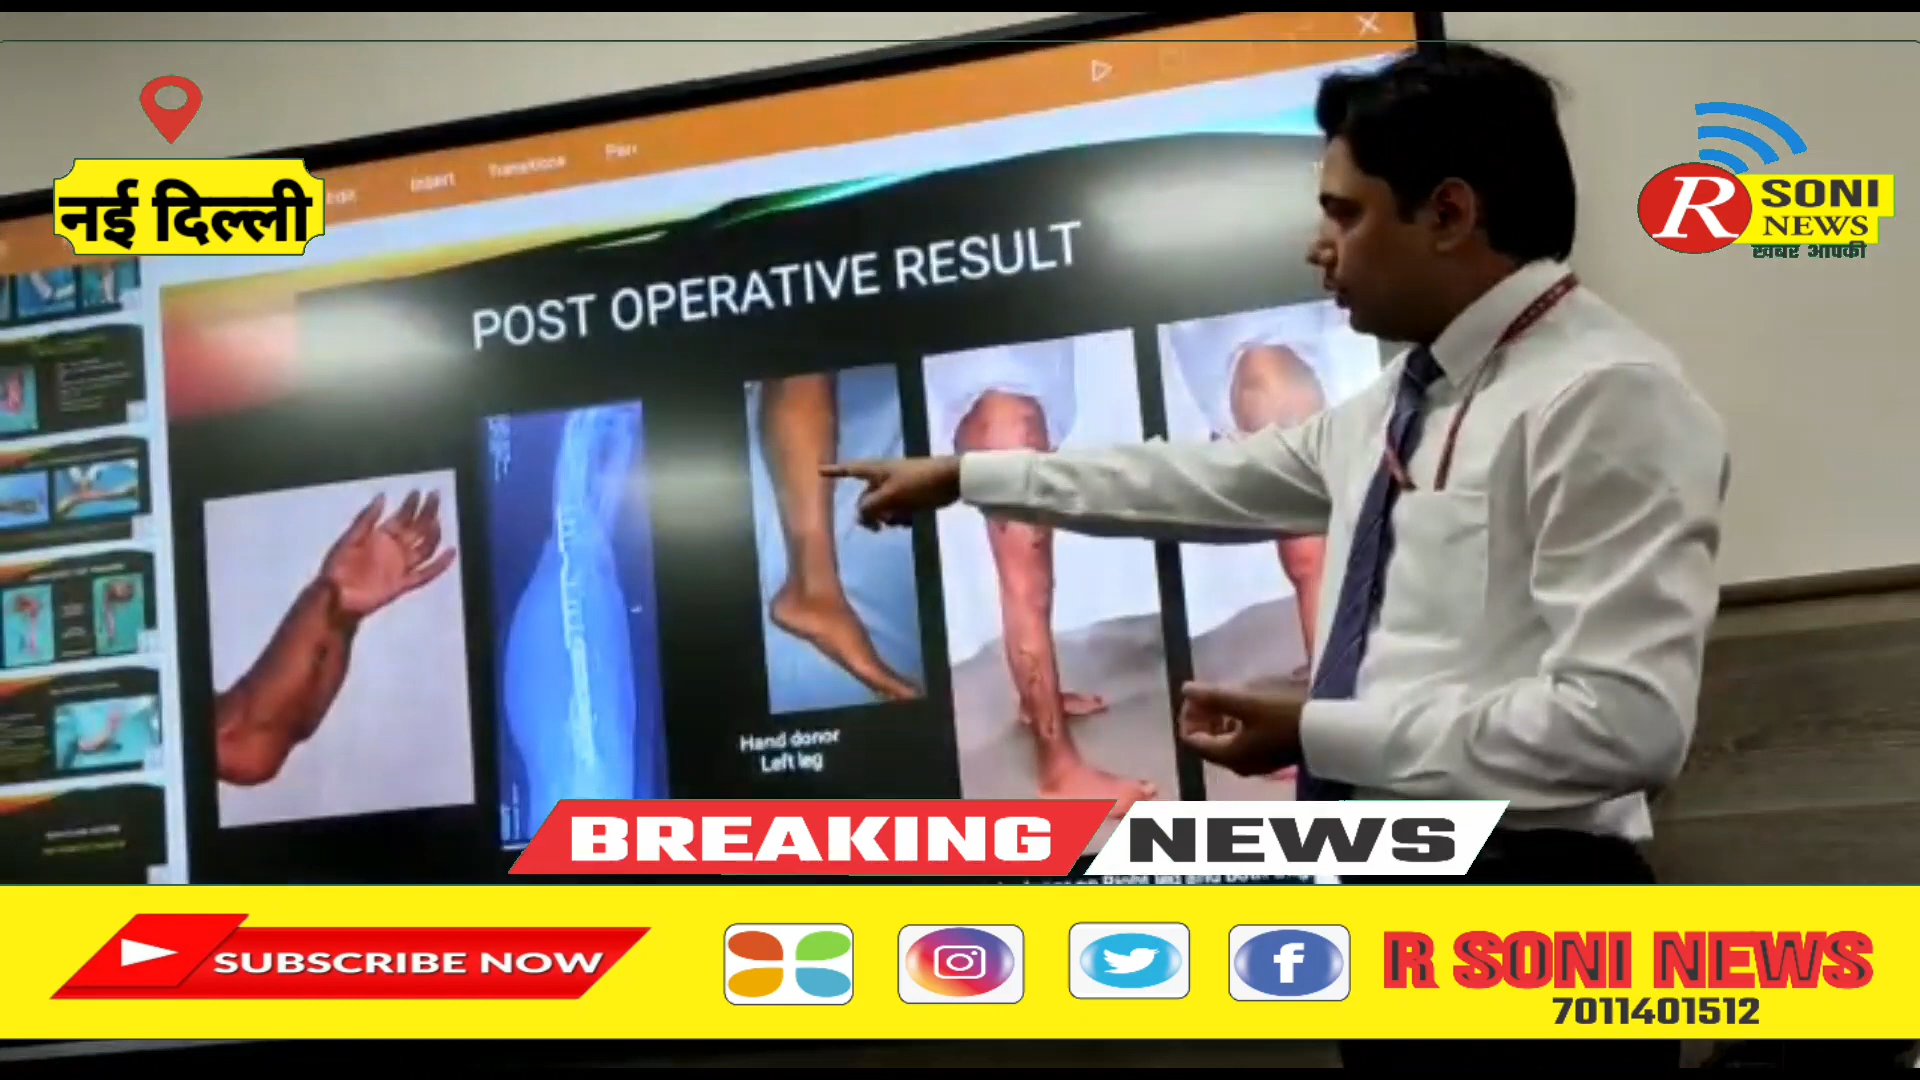 नई दिल्ली
Insert
Transitions
R SONI
NEWS
खबर आपकी
POST OPERATIVE RESULT
Hand donor
Left leg
BREAKING NEWS
SUBSCRIBE NOW
R SONI NEWS
7011401512